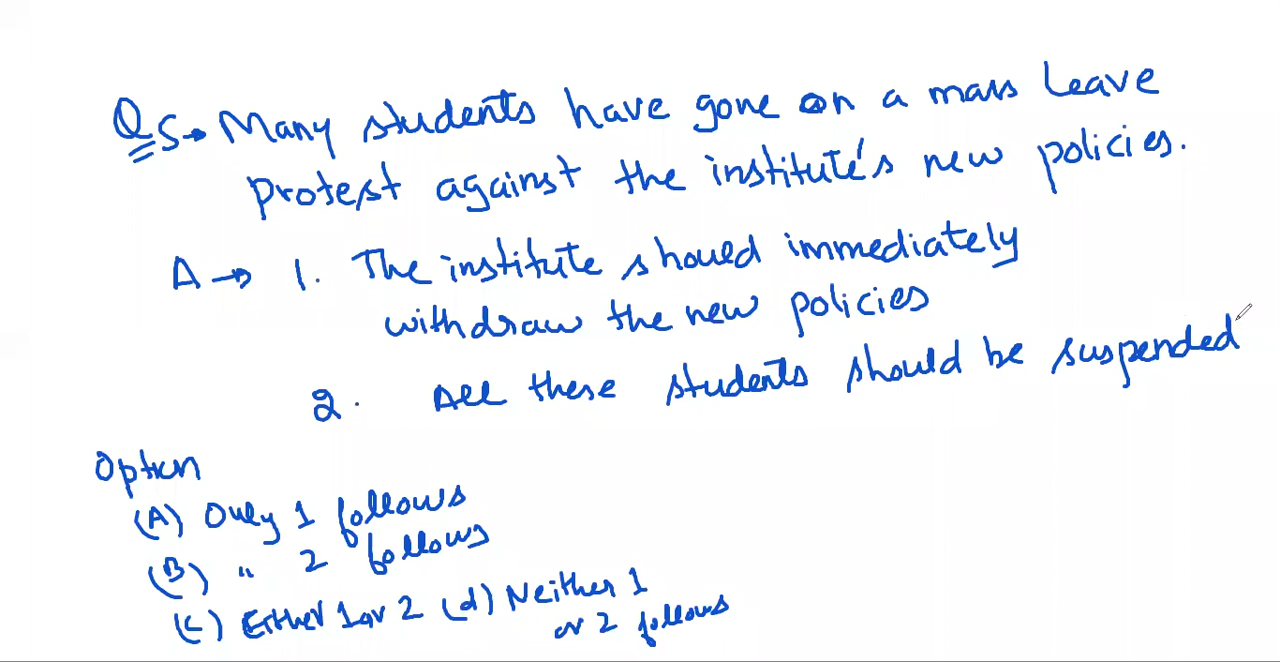 Q S→ Many students have gone on a mass leave
protest against the institute's new policies.
A → 1. The institute should immediately
withdraw the new policies
2. All these students should be suspended
Option
(A) Only 1 follows
(B) " 2 follows
(C) Either 1 or 2 (d) Neither 1
or 2 follows